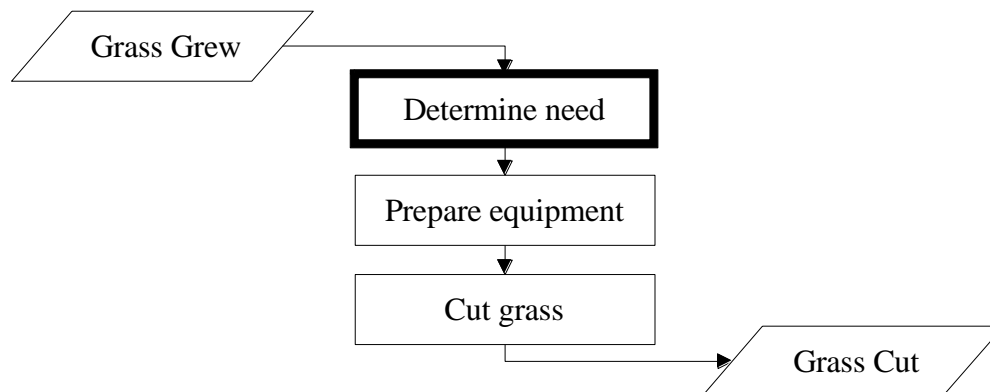 Grass Grew
Determine need
Prepare equipment
Cut grass
Grass Cut